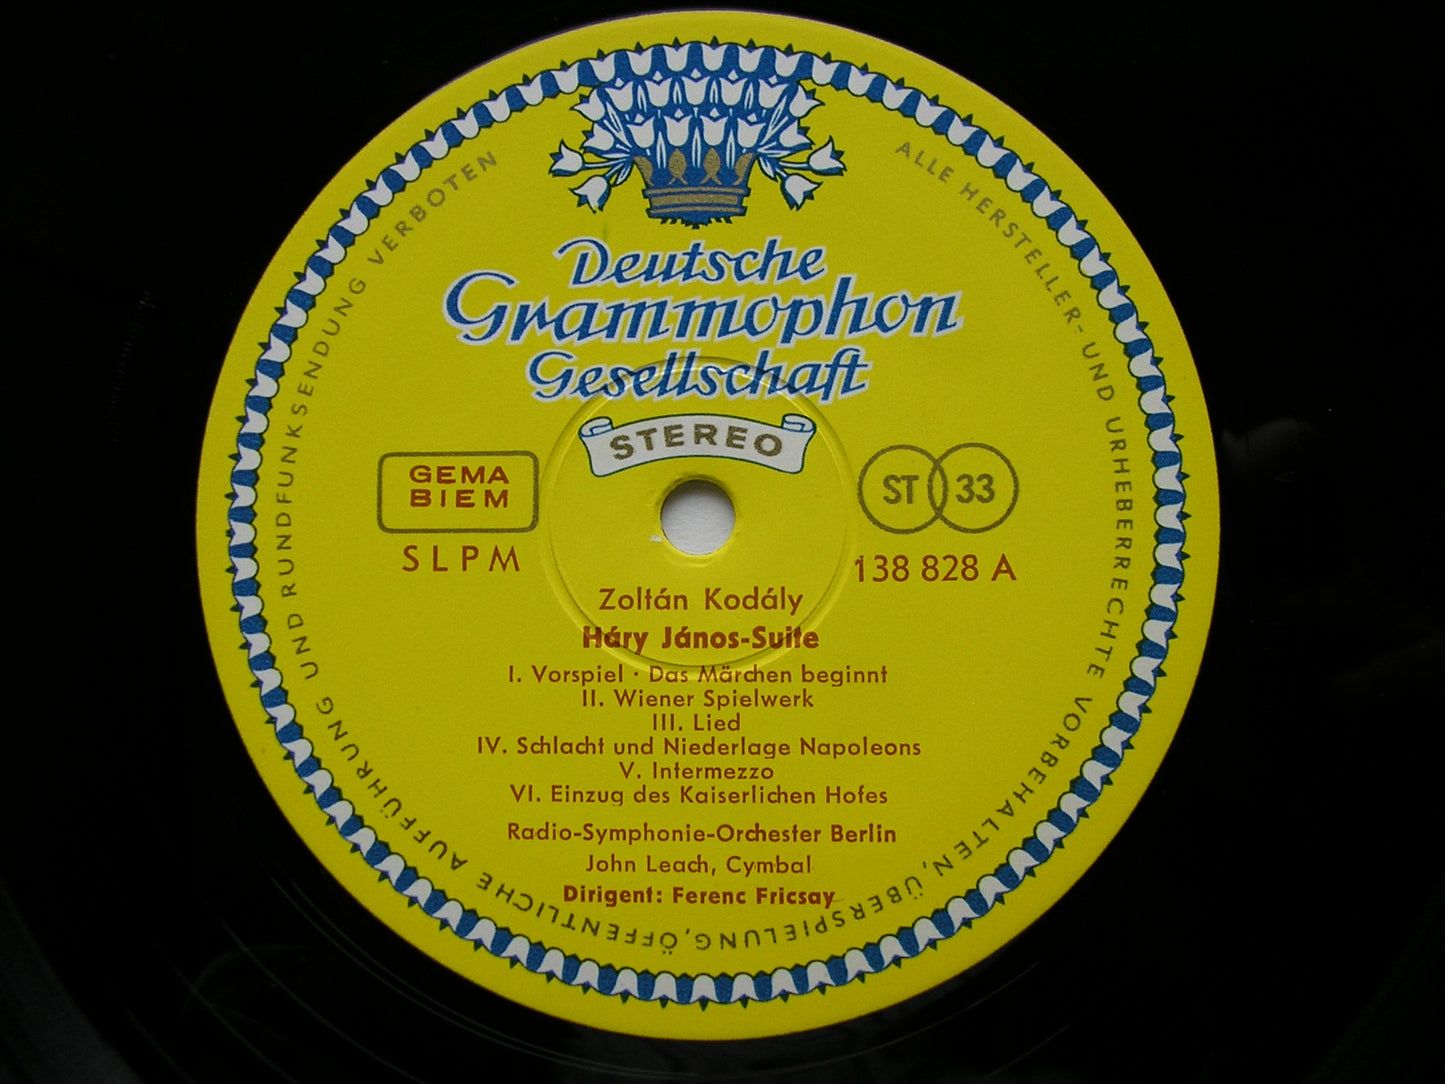 Deutsche
Grammophon
Gesellschaft
STEREO
GEMA
BIEM
SLPM
ST 33
138 828 A
Zoltán Kodály
Háry János-Suite
I. Vorspiel · Das Märchen beginnt
II. Wiener Spielwerk
III. Lied
IV. Schlacht und Niederlage Napoleons
V. Intermezzo
VI. Einzug des Kaiserlichen Hofes
Radio-Symphonie-Orchester Berlin
John Leach, Cymbal
Dirigent: Ferenc Fricsay
ALLE HERSTELLER- UND URHEBERRECHTE VORBEHALTEN, ÜBERSPIELUNG, ÖFFENTLICHE AUFFÜHRUNG UND RUNDFUNKSENDUNG VERBOTEN